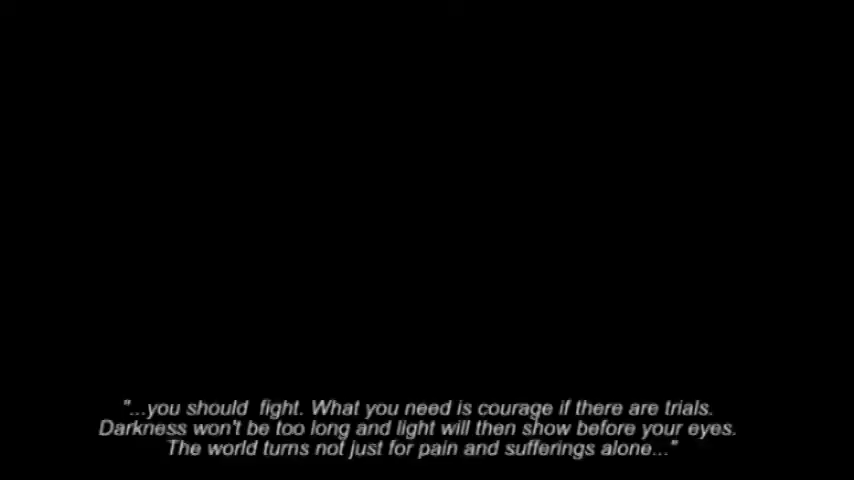 "...you should  fight. What you need is courage if there are trials.
Darkness won't be too long and light will then show before your eyes.
The world turns not just for pain and sufferings alone..."